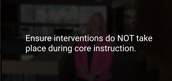 Ensure interventions do NOT take
place during core instruction.